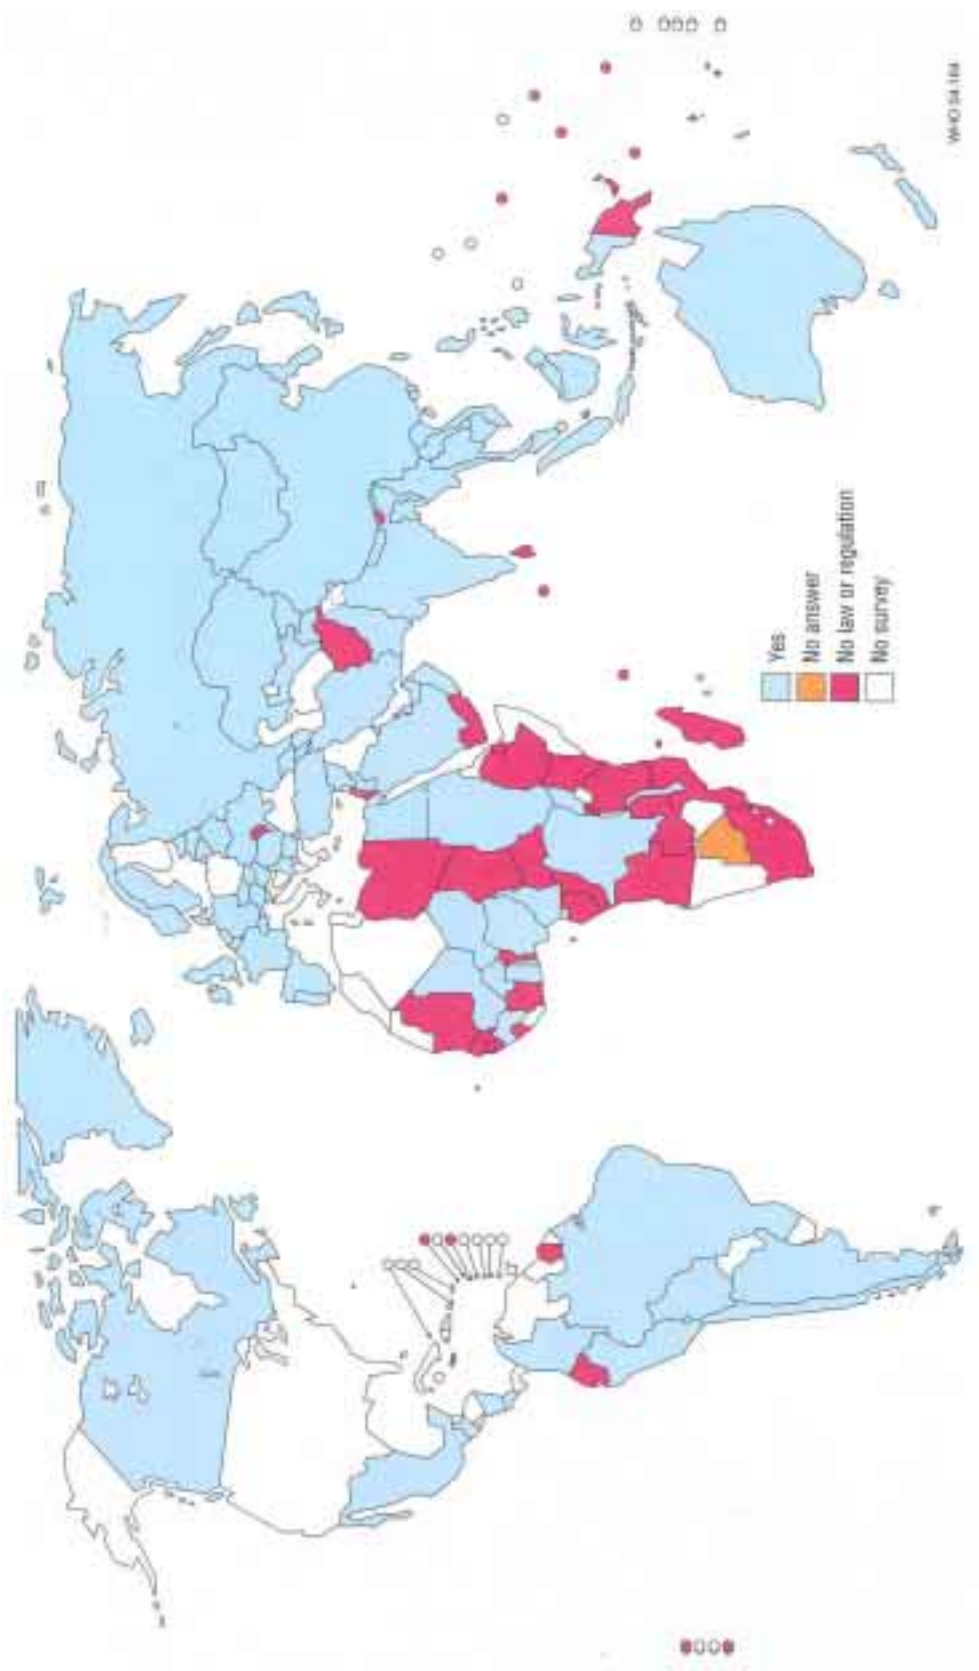 Yes
No answer
No law or regulation
No survey